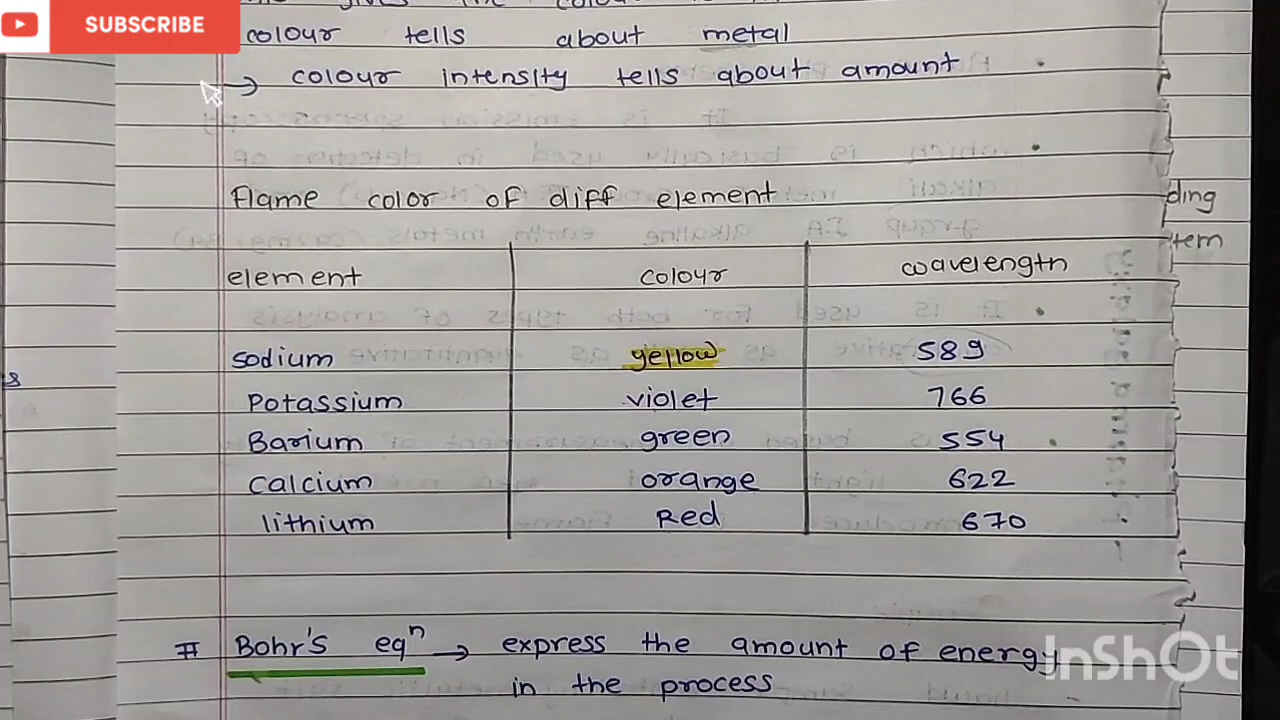 SUBSCRIBE
colour tells about metal
→ colour intensity tells about amount
Flame color of diff element
ding
tem
element colour wavelength
sodium yellow 589
Potassium violet 766
Barium green 554
calcium orange 622
lithium Red 670
# Bohr's eqⁿ → express the amount of energy
in the process
InShOt